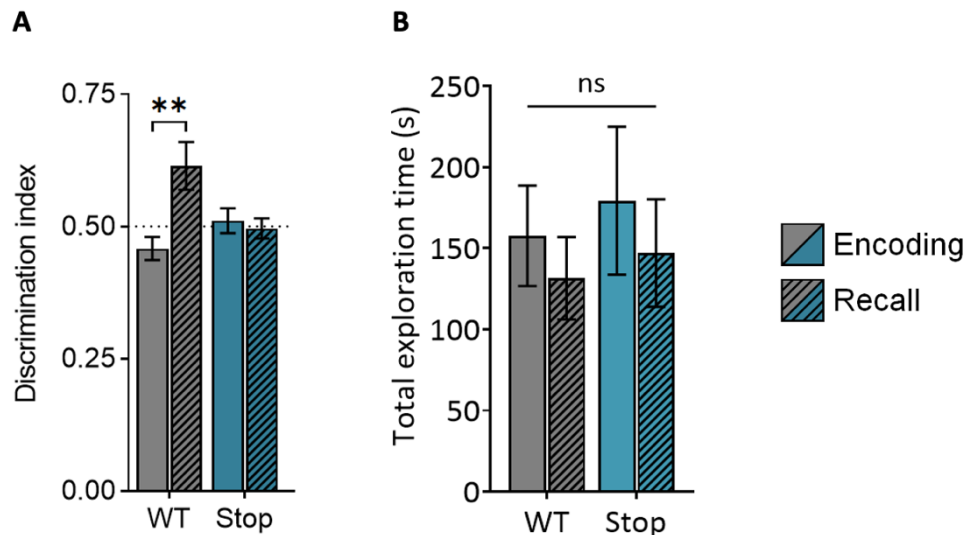 A
Discrimination index
0.75
0.50
0.25
0.00
**
WT
Stop
B
Total exploration time (s)
250
200
150
100
50
0
ns
WT
Stop
Encoding
Recall